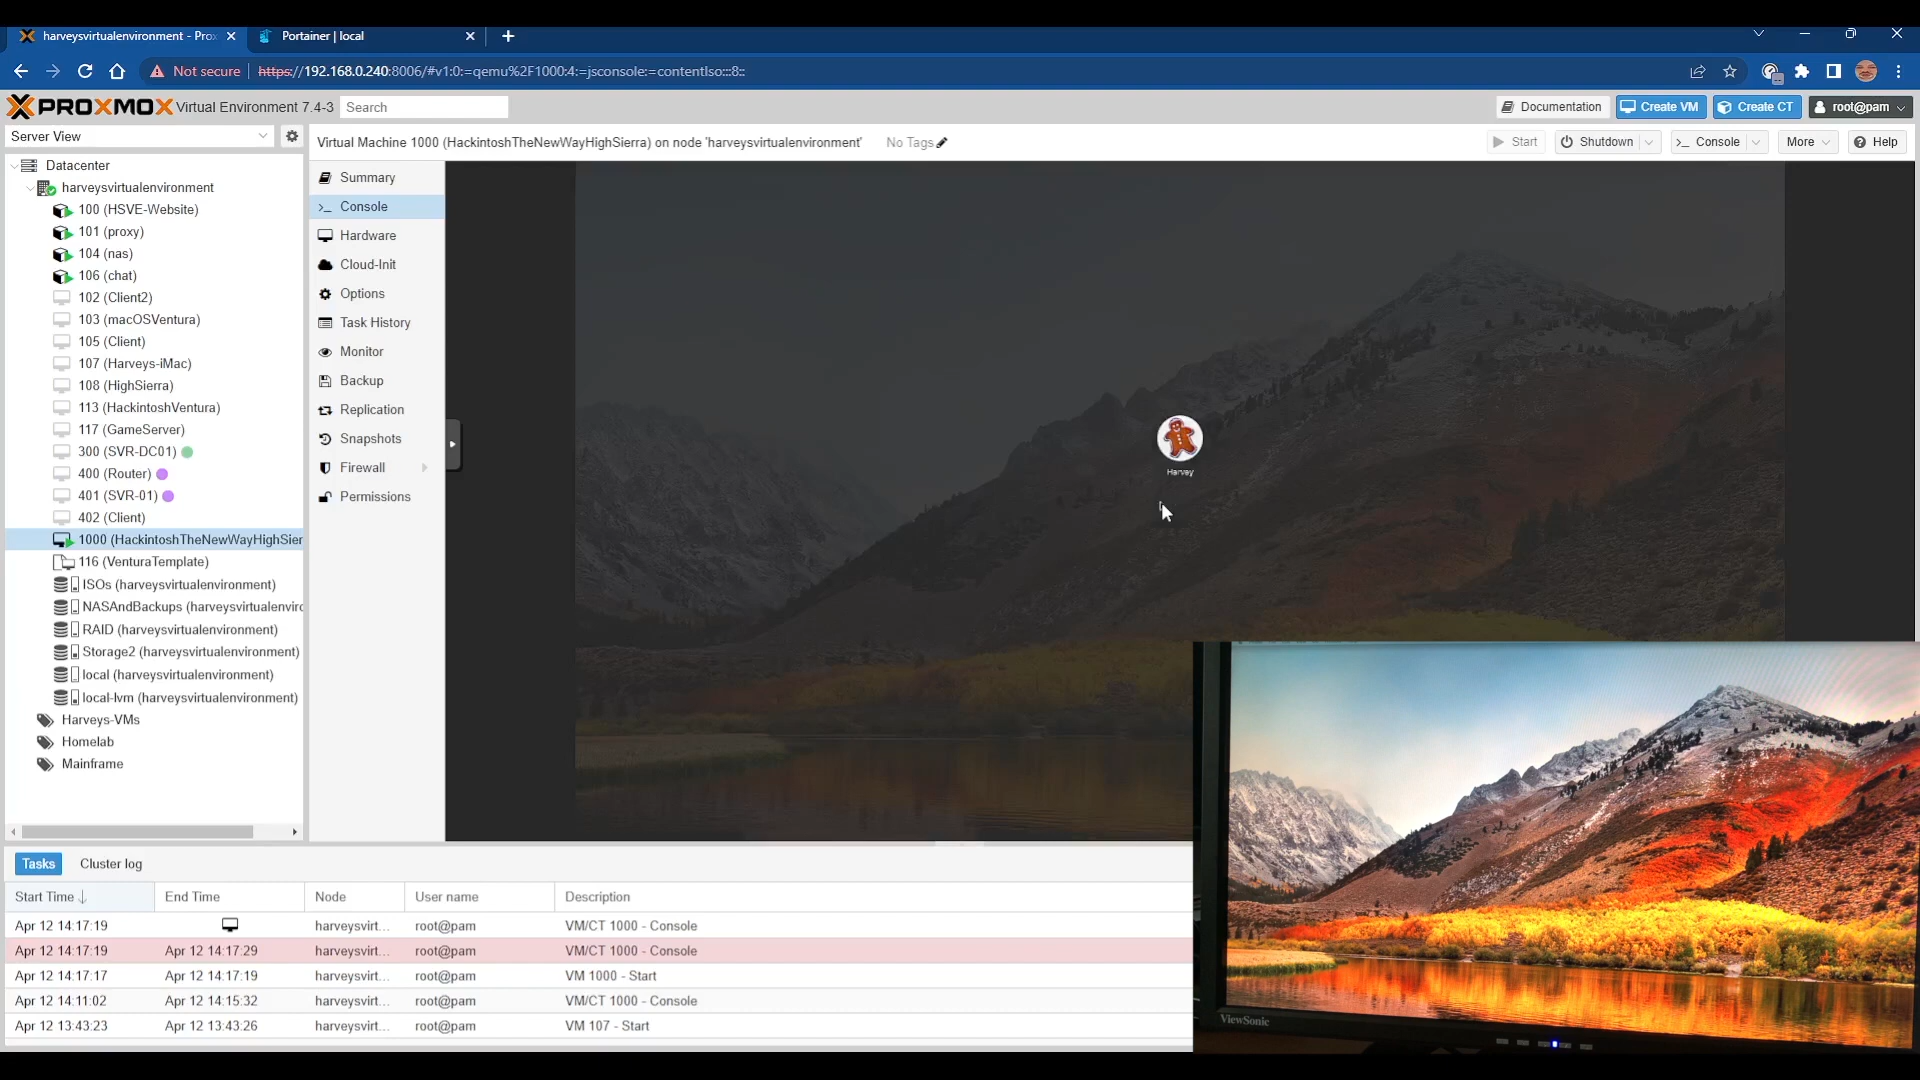 harveysvirtualenvironment - Prox
Portainer | local
Not secure
https://192.168.0.240:8006/#v1:0:=qemu%2F1000:4:=jsconsole:=contentIso:::8::
PROXMOX Virtual Environment 7.4-3
Search
Documentation
Create VM
Create CT
root@pam
Server View
Virtual Machine 1000 (HackintoshTheNewWayHighSierra) on node 'harveysvirtualenvironment'
No Tags
Start
Shutdown
Console
More
Help
Datacenter
harveysvirtualenvironment
100 (HSVE-Website)
101 (proxy)
104 (nas)
106 (chat)
102 (Client2)
103 (macOSVentura)
105 (Client)
107 (Harveys-iMac)
108 (HighSierra)
113 (HackintoshVentura)
117 (GameServer)
300 (SVR-DC01)
400 (Router)
401 (SVR-01)
402 (Client)
1000 (HackintoshTheNewWayHighSier
116 (VenturaTemplate)
ISOs (harveysvirtualenvironment)
NASAndBackups (harveysvirtualenviro
RAID (harveysvirtualenvironment)
Storage2 (harveysvirtualenvironment)
local (harveysvirtualenvironment)
local-lvm (harveysvirtualenvironment)
Harveys-VMs
Homelab
Mainframe
Summary
Console
Hardware
Cloud-Init
Options
Task History
Monitor
Backup
Replication
Snapshots
Firewall
Permissions
Harvey
Tasks
Cluster log
Start Time
End Time
Node
User name
Description
Apr 12 14:17:19 harveysvirt... root@pam VM/CT 1000 - Console
Apr 12 14:17:19 Apr 12 14:17:29 harveysvirt... root@pam VM/CT 1000 - Console
Apr 12 14:17:17 Apr 12 14:17:19 harveysvirt... root@pam VM 1000 - Start
Apr 12 14:11:02 Apr 12 14:15:32 harveysvirt... root@pam VM/CT 1000 - Console
Apr 12 13:43:23 Apr 12 13:43:26 harveysvirt... root@pam VM 107 - Start
ViewSonic